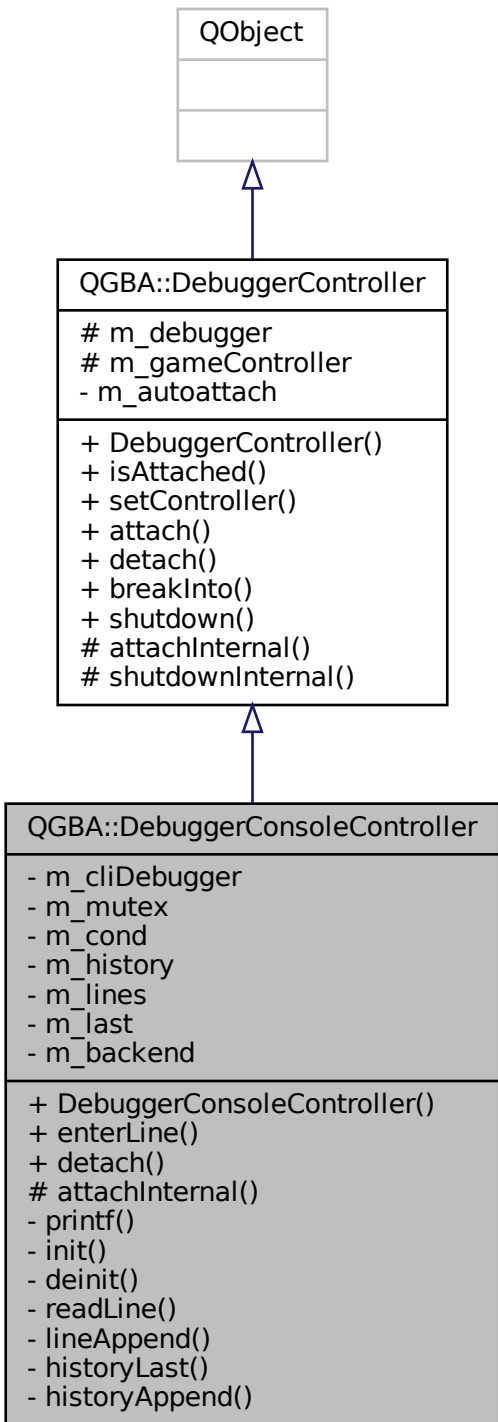 QObject
QGBA::DebuggerController
# m_debugger
# m_gameController
- m_autoattach
+ DebuggerController()
+ isAttached()
+ setController()
+ attach()
+ detach()
+ breakInto()
+ shutdown()
# attachInternal()
# shutdownInternal()
QGBA::DebuggerConsoleController
- m_cliDebugger
- m_mutex
- m_cond
- m_history
- m_lines
- m_last
- m_backend
+ DebuggerConsoleController()
+ enterLine()
+ detach()
# attachInternal()
- printf()
- init()
- deinit()
- readLine()
- lineAppend()
- historyLast()
- historyAppend()